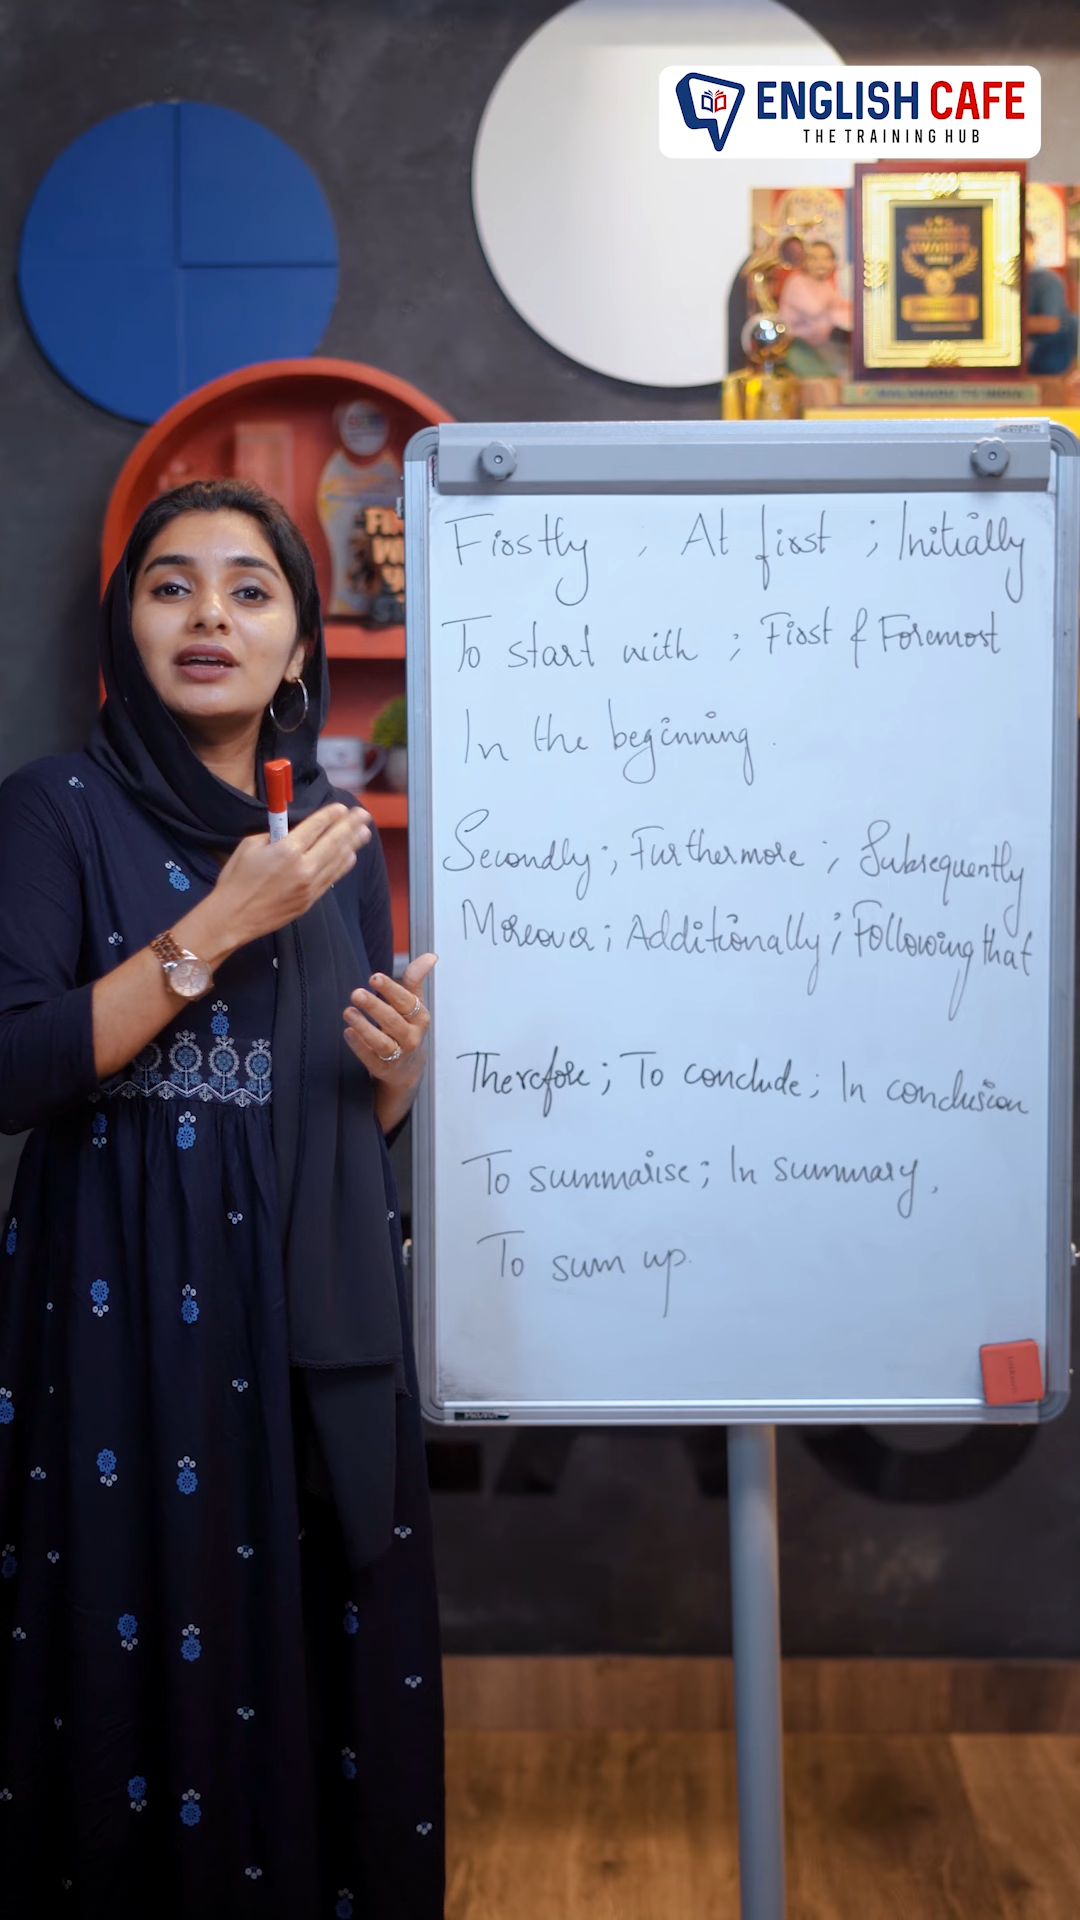 ENGLISH CAFE
THE TRAINING HUB
Firstly , At first ; Initially
To start with ; First & Foremost
In the beginning .
Secondly ; Furthermore ; Subsequently
Moreover ; Additionally ; Following that
Therefore ; To conclude ; In conclusion
To summarise ; In summary ,
To sum up.